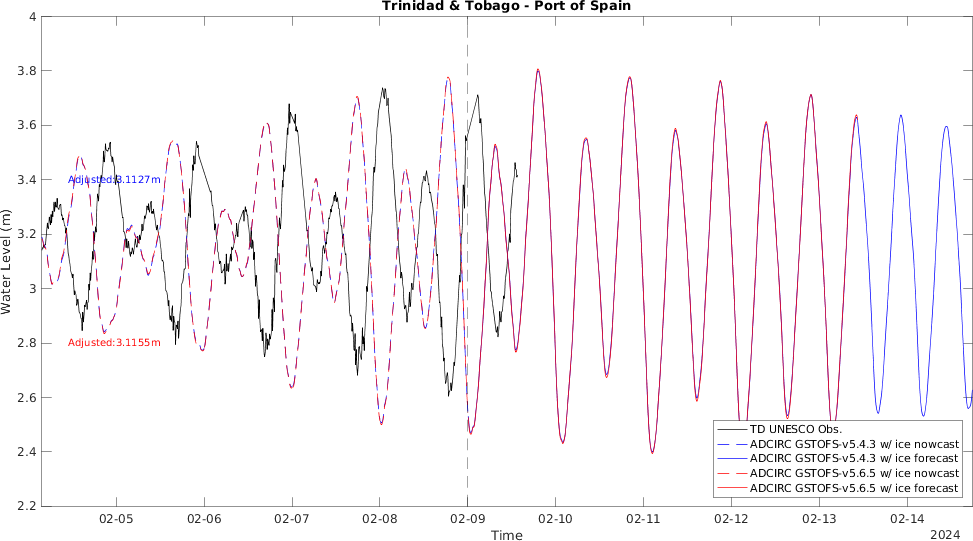 Trinidad & Tobago - Port of Spain
4
3.8
3.6
3.4
3.2
3
2.8
2.6
2.4
2.2
Water Level (m)
Adjusted:3.1127m
Adjusted:3.1155m
TD UNESCO Obs.
ADCIRC GSTOFS-v5.4.3 w/ ice nowcast
ADCIRC GSTOFS-v5.4.3 w/ ice forecast
ADCIRC GSTOFS-v5.6.5 w/ ice nowcast
ADCIRC GSTOFS-v5.6.5 w/ ice forecast
02-05 02-06 02-07 02-08 02-09 02-10 02-11 02-12 02-13 02-14
Time
2024